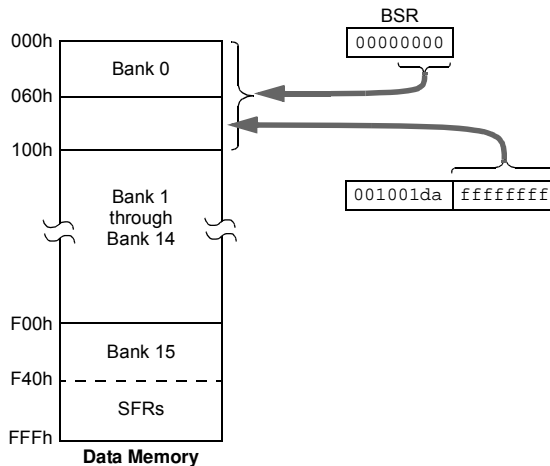 BSR
000h
00000000
Bank 0
060h
100h
001001da ffffffff
Bank 1
through
Bank 14
F00h
Bank 15
F40h
SFRs
FFFh
Data Memory